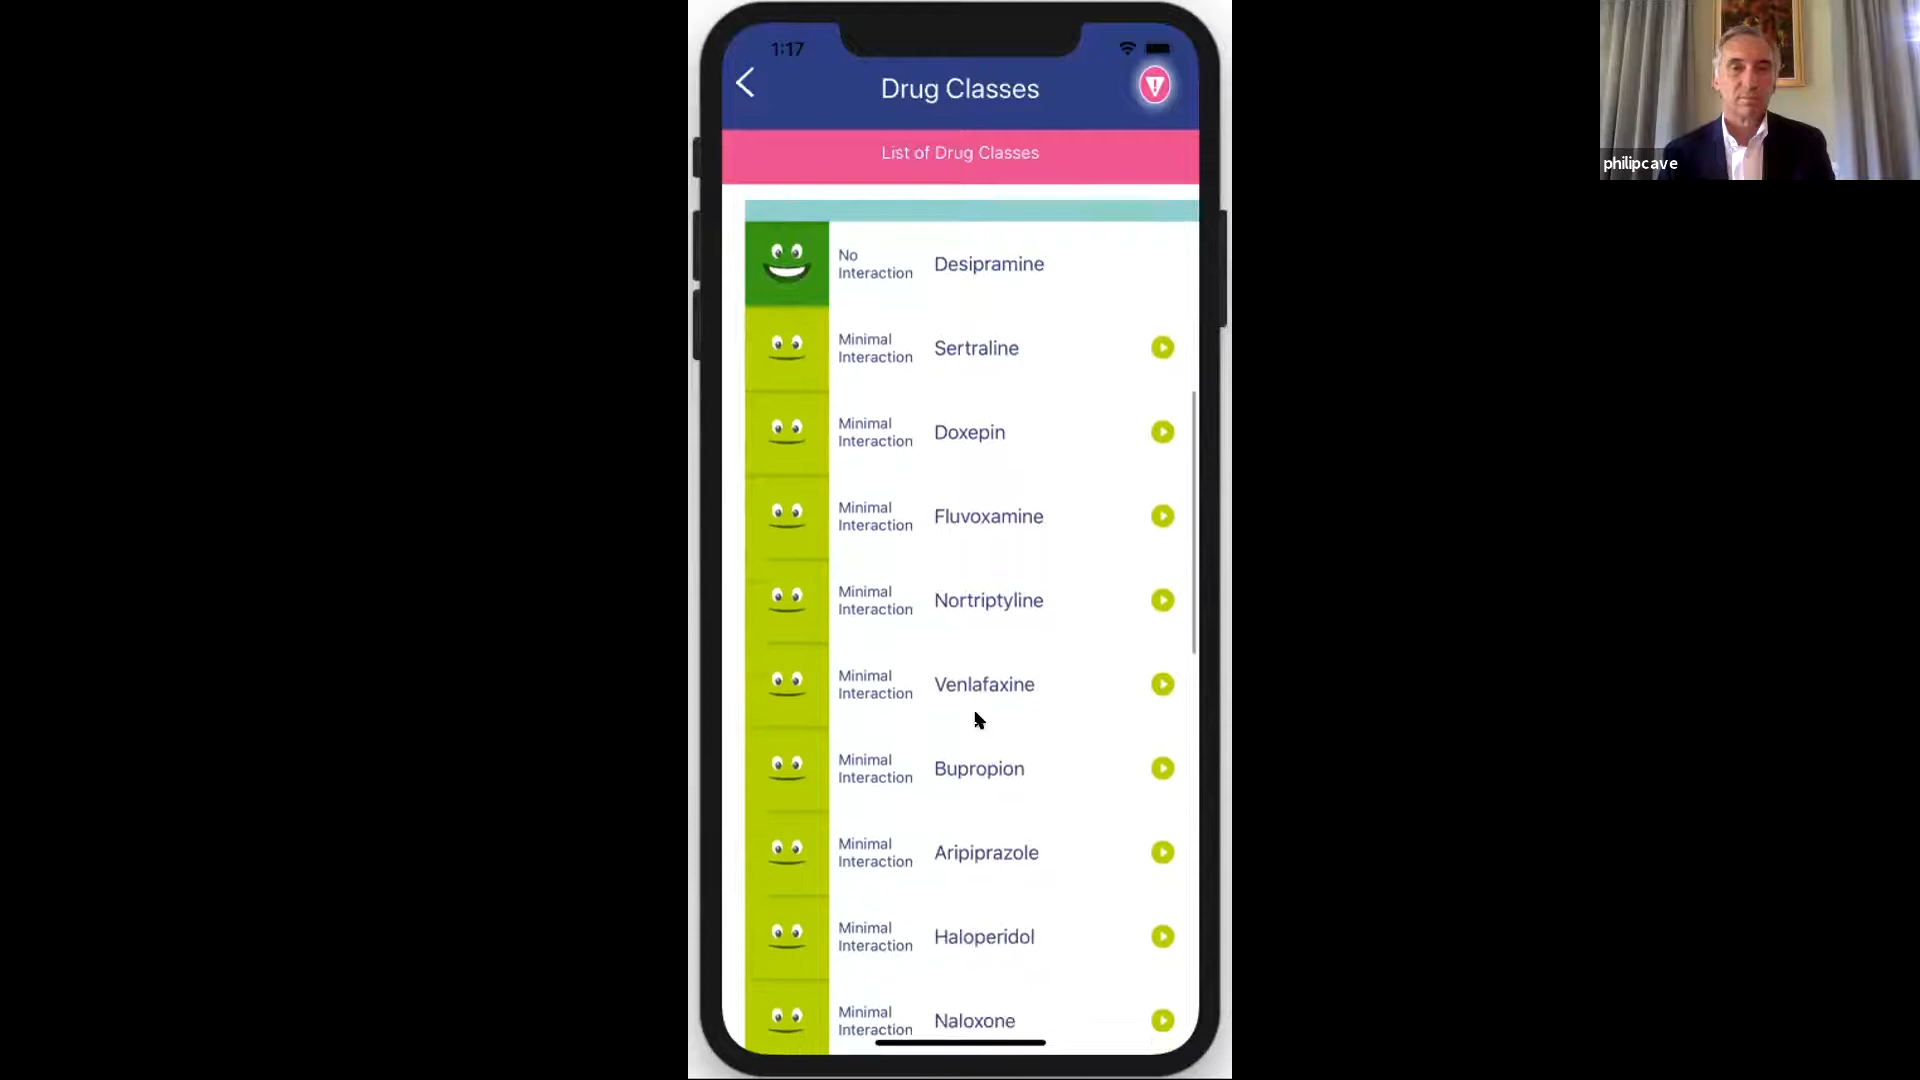 1:17
Drug Classes
List of Drug Classes
No
Interaction
Desipramine
Minimal
Interaction
Sertraline
Minimal
Interaction
Doxepin
Minimal
Interaction
Fluvoxamine
Minimal
Interaction
Nortriptyline
Minimal
Interaction
Venlafaxine
Minimal
Interaction
Bupropion
Minimal
Interaction
Aripiprazole
Minimal
Interaction
Haloperidol
Minimal
Interaction
Naloxone
philipcave